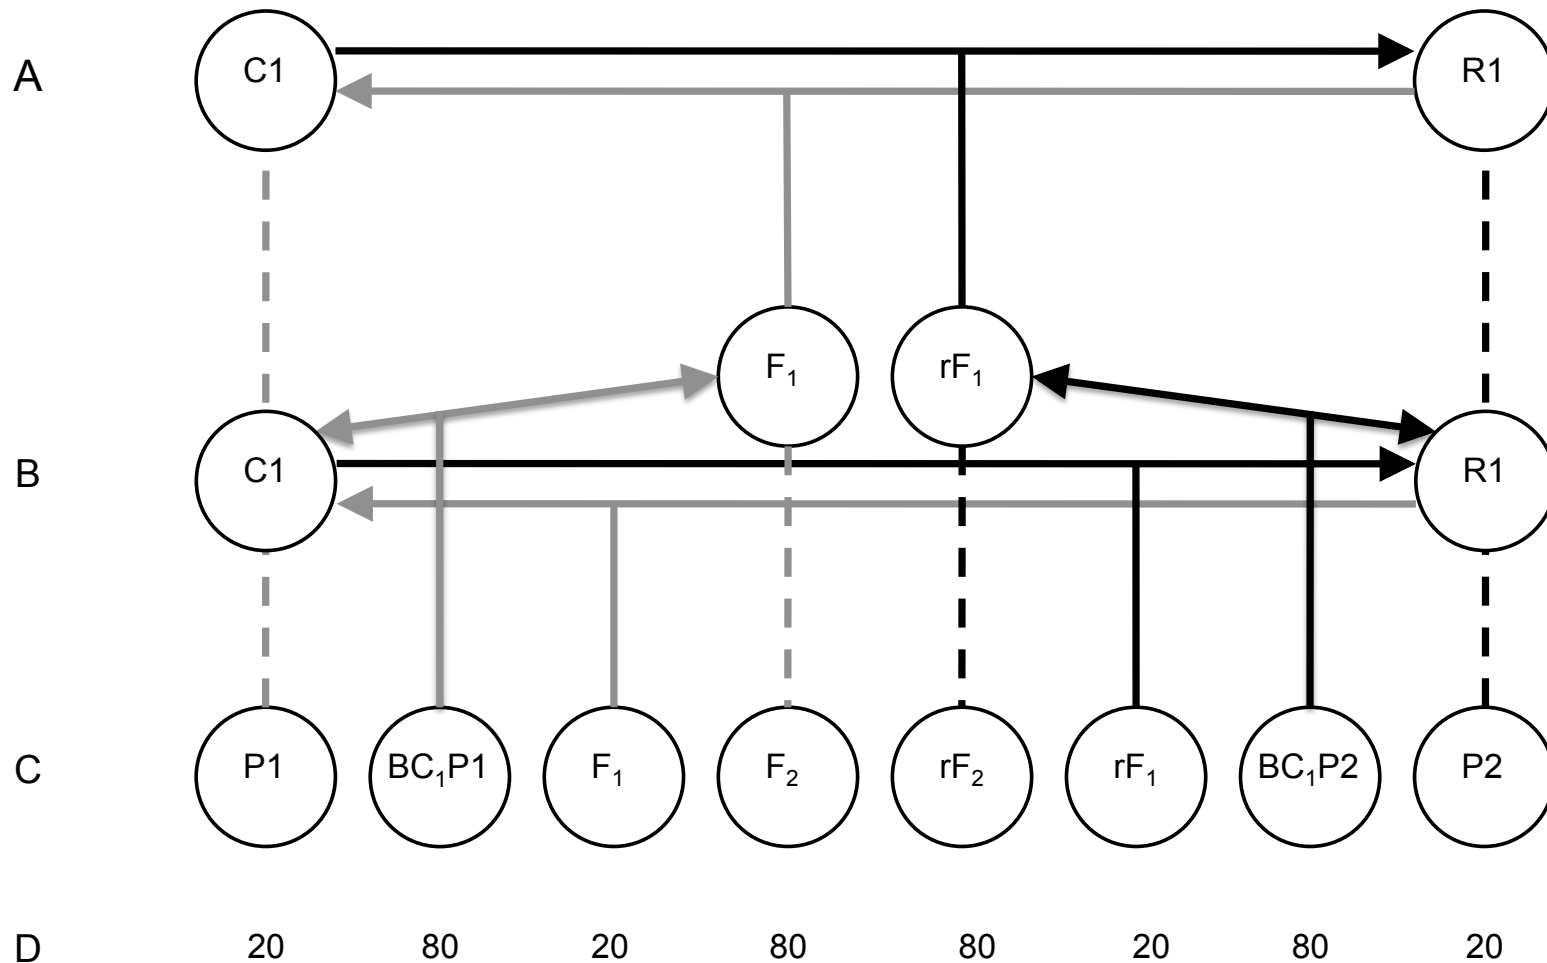 A C1 R1
F₁ rF₁
B C1 R1
C P1 BC₁P1 F₁ F₂ rF₂ rF₁ BC₁P2 P2
D 20 80 20 80 80 20 80 20